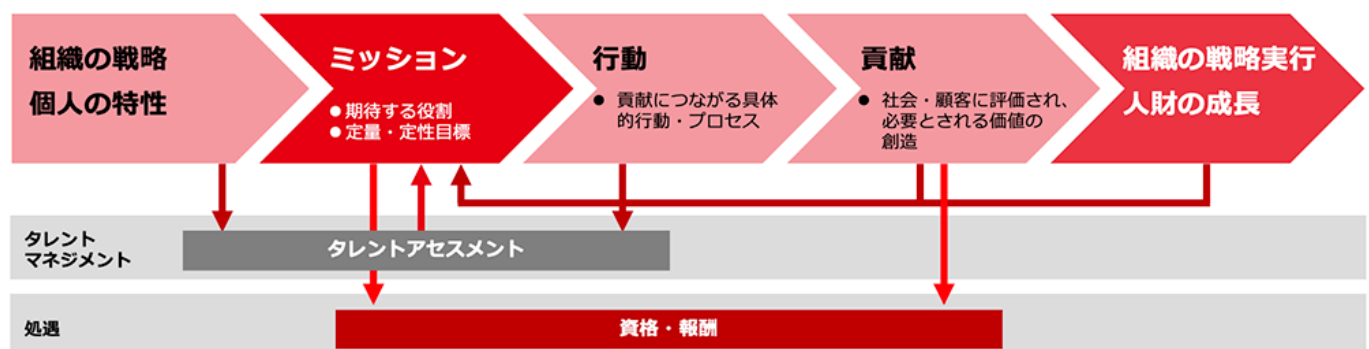 組織の戦略
個人の特性
ミッション
●期待する役割
●定量・定性目標
行動
● 貢献につながる具体
的行動・プロセス
貢献
● 社会・顧客に評価され、
必要とされる価値の
創造
組織の戦略実行
人財の成長
タレント
マネジメント
タレントアセスメント
処遇
資格・報酬